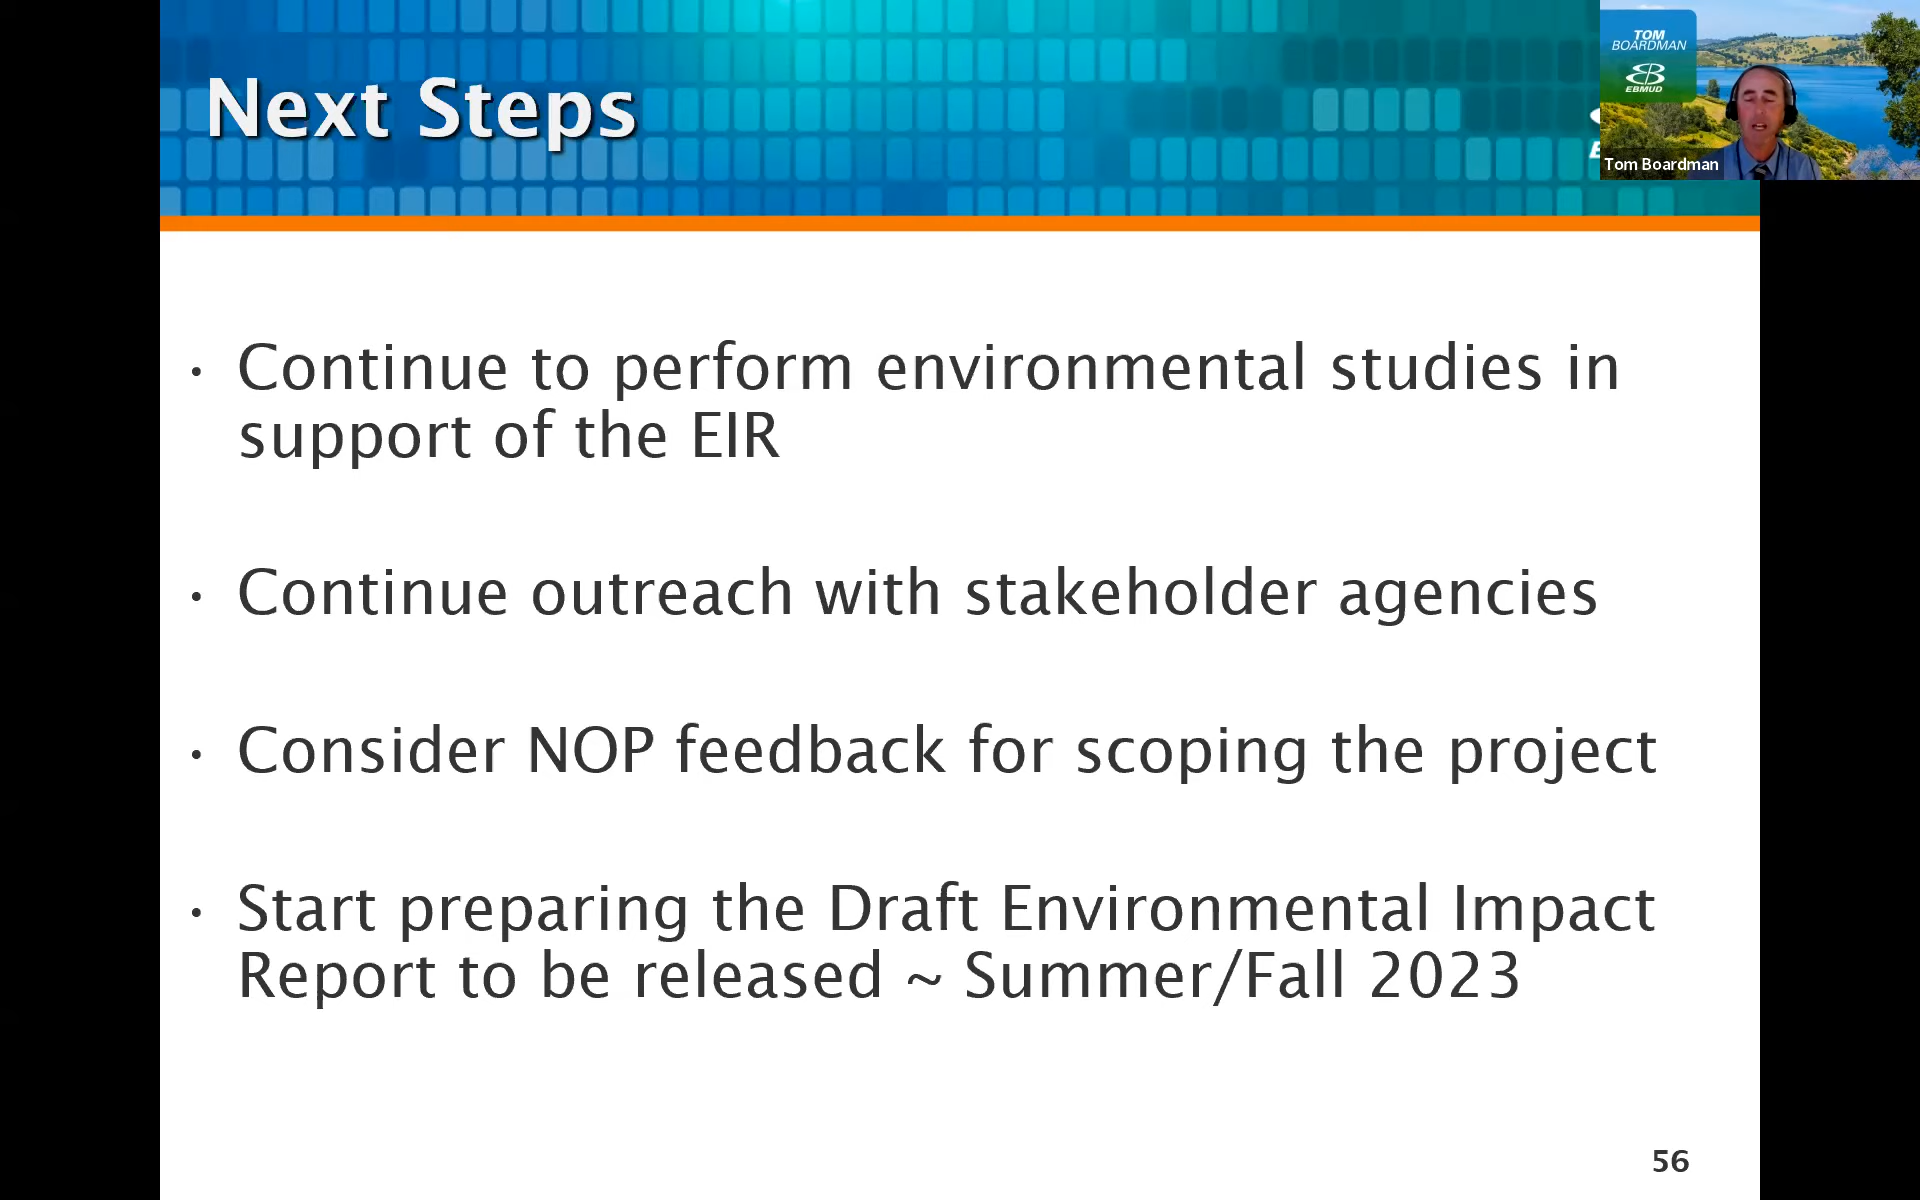 Next Steps
TOM
BOARDMAN
EBMUD
Tom Boardman
• Continue to perform environmental studies in
support of the EIR
• Continue outreach with stakeholder agencies
• Consider NOP feedback for scoping the project
• Start preparing the Draft Environmental Impact
Report to be released ~ Summer/Fall 2023
56